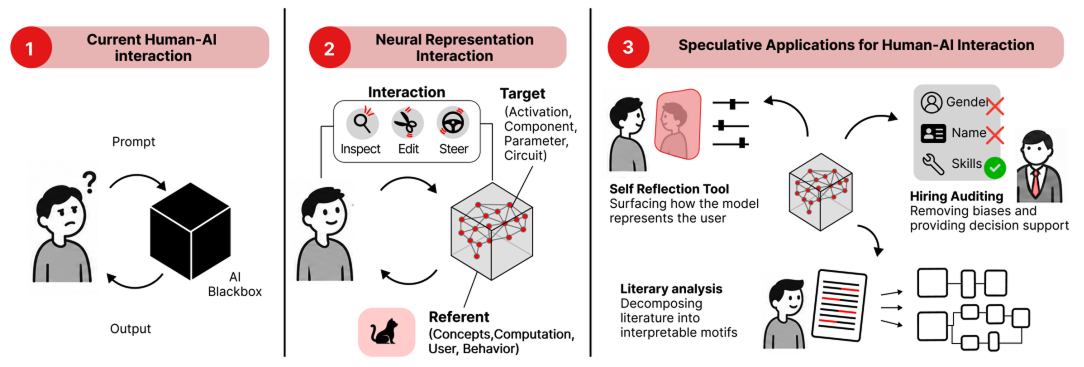 1
Current Human-AI
interaction
Prompt
?
AI
Blackbox
Output
2
Neural Representation
Interaction
Interaction
Inspect
Edit
Steer
Target
(Activation,
Component,
Parameter,
Circuit)
Referent
(Concepts,Computation,
User, Behavior)
3
Speculative Applications for Human-AI Interaction
Self Reflection Tool
Surfacing how the model
represents the user
Gender
Name
Skills
Hiring Auditing
Removing biases and
providing decision support
Literary analysis
Decomposing
literature into
interpretable motifs